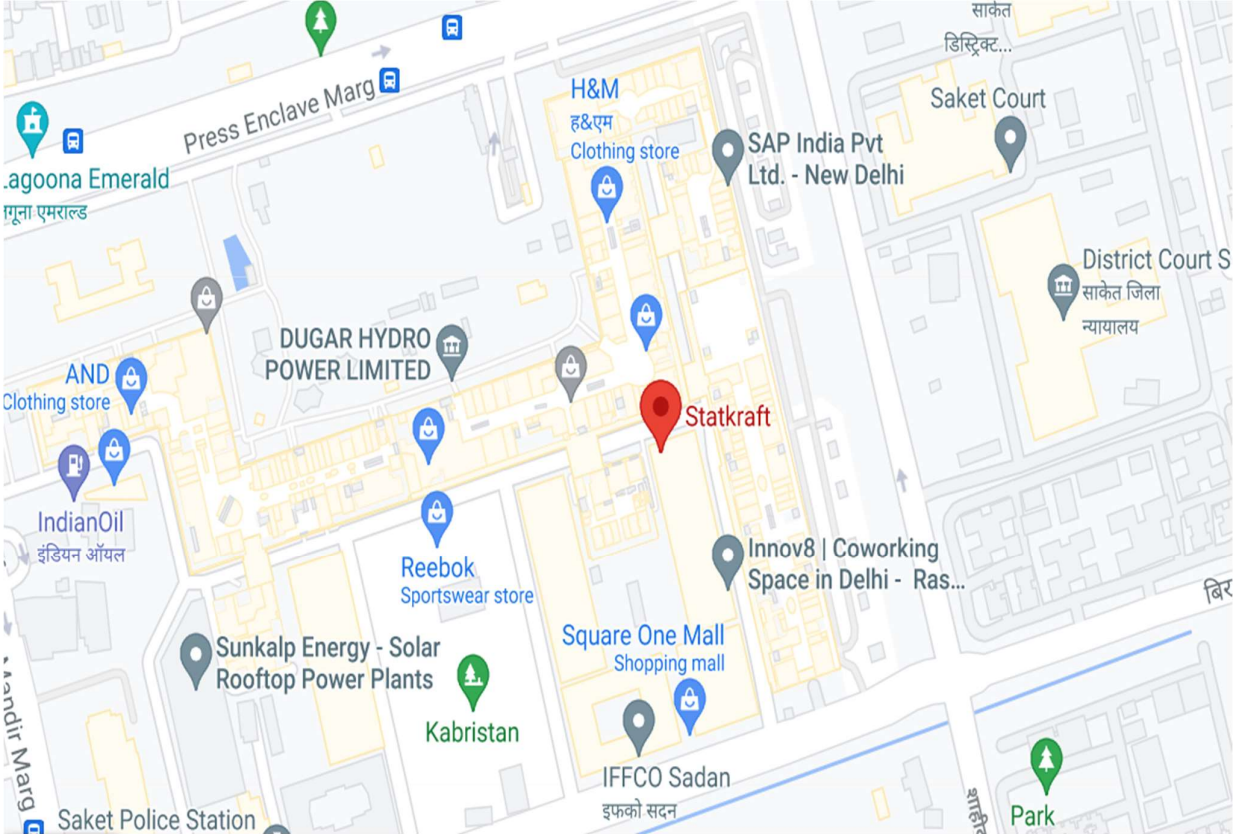 साकेत
डिस्ट्रिक्ट...
H&M
ह&एम
Clothing store
Press Enclave Marg
Saket Court
SAP India Pvt
Ltd. - New Delhi
Lagoona Emerald
लगूना एमराल्ड
District Court S
साकेत जिला
न्यायालय
DUGAR HYDRO
POWER LIMITED
AND
Clothing store
Statkraft
IndianOil
इंडियन ऑयल
Reebok
Sportswear store
Innov8 | Coworking
Space in Delhi - Ras...
बिर
Square One Mall
Shopping mall
Sunkalp Energy - Solar
Rooftop Power Plants
Kabristan
Mandir Marg
IFFCO Sadan
इफको सदन
Park
Saket Police Station